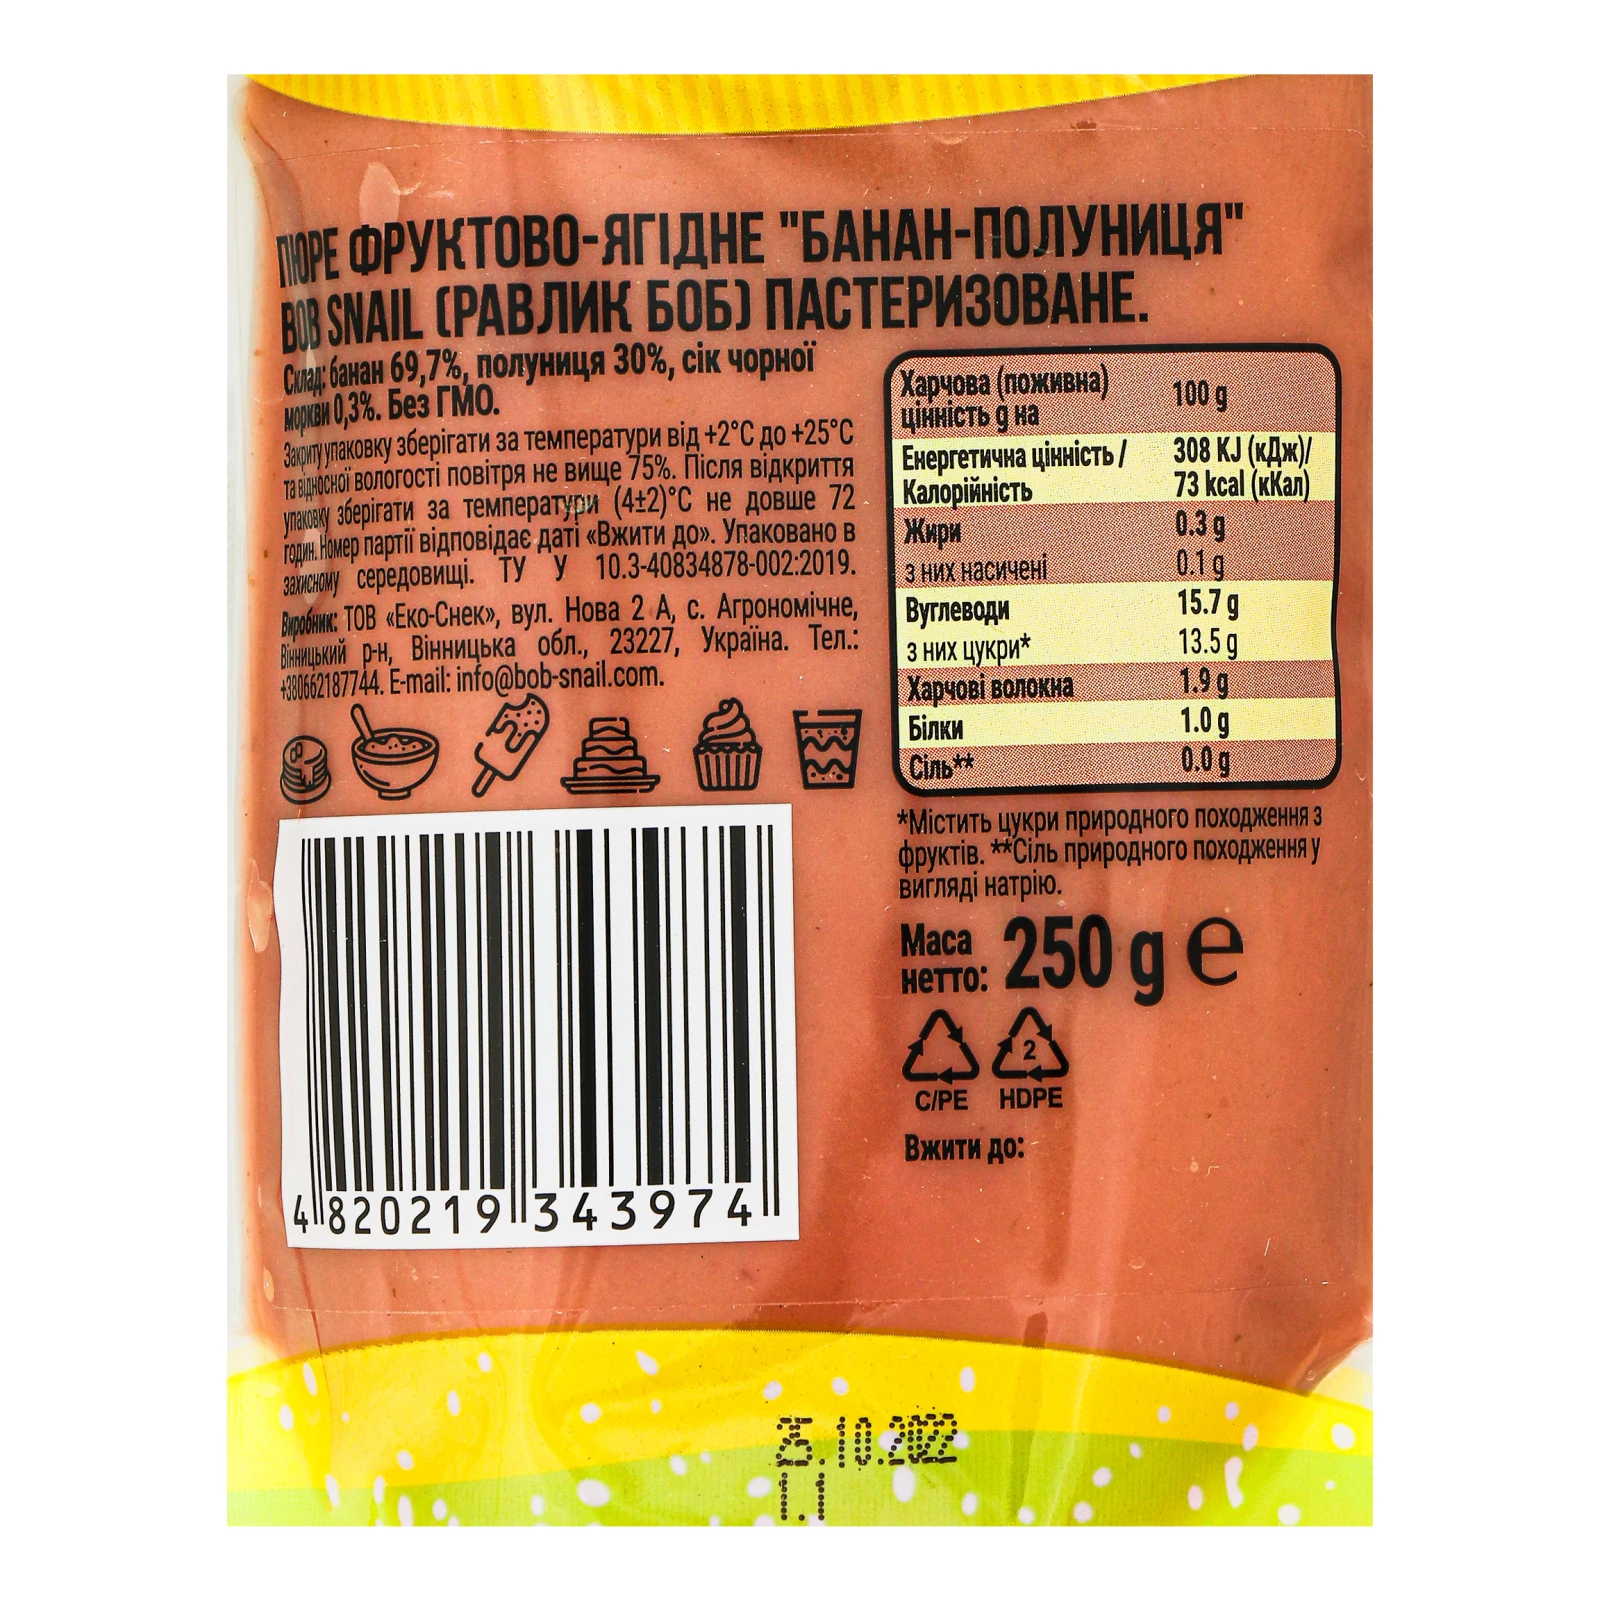 ПЮРЕ ФРУКТОВО-ЯГІДНЕ "БАНАН-ПОЛУНИЦЯ"
BOB SNAIL (РАВЛИК БОБ) ПАСТЕРИЗОВАНЕ.
Склад: банан 69,7%, полуниця 30%, сік чорної
моркви 0,3%. Без ГМО.
Закриту упаковку зберігати за температури від +2°C до +25°C
та відносної вологості повітря не вище 75%. Після відкриття
упаковку зберігати за температури (4±2)°C не довше 72
годин. Номер партії відповідає даті «Вжити до». Упаковано в
захисному середовищі. ТУ У 10.3-40834878-002:2019.
Виробник: ТОВ «Еко-Снек», вул. Нова 2 А, с. Агрономічне,
Вінницький р-н, Вінницька обл., 23227, Україна. Тел.:
+380662187744. E-mail: info@bob-snail.com.
Харчова (поживна) 100 g
цінність g на
Енергетична цінність / 308 KJ (кДж)/
Калорійність 73 kcal (кКал)
Жири 0.3 g
з них насичені 0.1 g
Вуглеводи 15.7 g
з них цукри* 13.5 g
Харчові волокна 1.9 g
Білки 1.0 g
Сіль** 0.0 g
*Містить цукри природного походження з
фруктів. **Сіль природного походження у
вигляді натрію.
Маса
нетто: 250 g e
2
C/PE HDPE
Вжити до:
4 820219 343974
25.10.2022
1.1